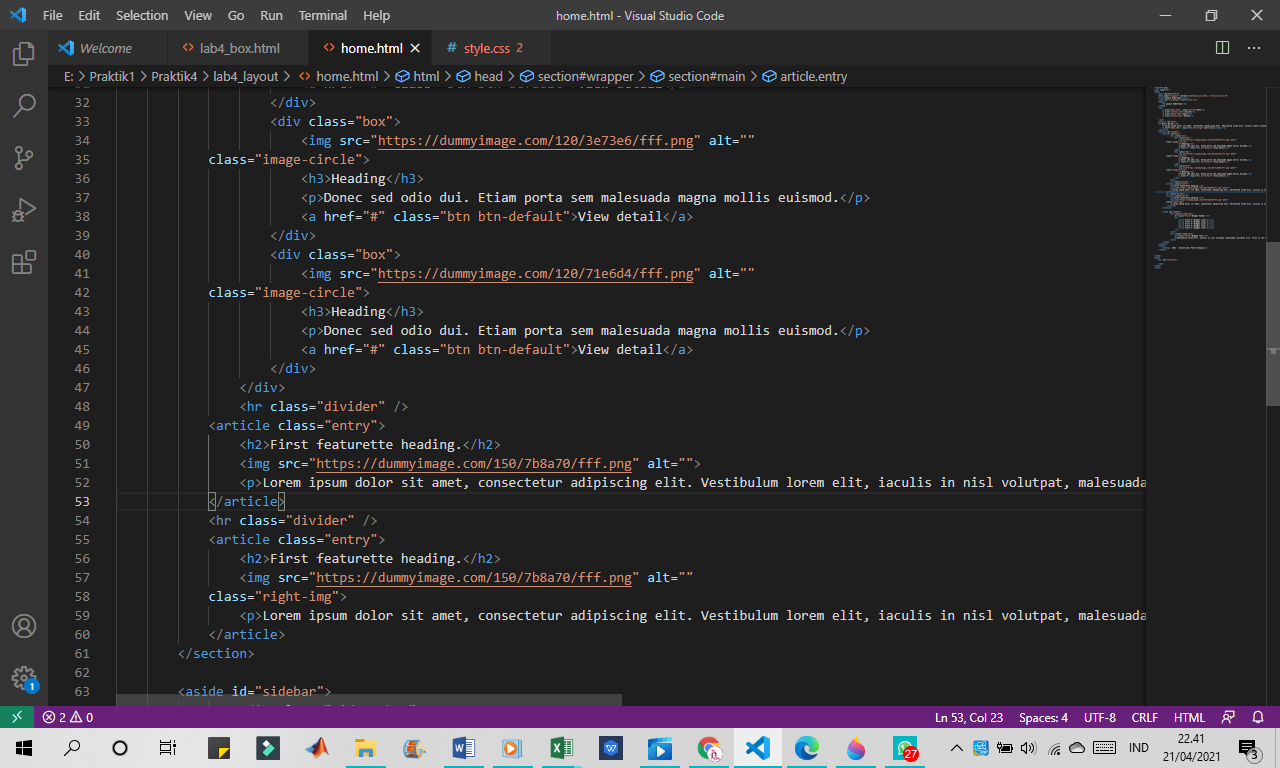 File Edit Selection View Go Run Terminal Help home.html - Visual Studio Code
Welcome lab4_box.html home.html style.css 2
E: > Praktik1 > Praktik4 > lab4_layout > home.html > html > head > section#wrapper > section#main > article.entry
32 </div>
33 <div class="box">
34 <img src="https://dummyimage.com/120/3e73e6/fff.png" alt=""
35 class="image-circle">
36 <h3>Heading</h3>
37 <p>Donec sed odio dui. Etiam porta sem malesuada magna mollis euismod.</p>
38 <a href="#" class="btn btn-default">View detail</a>
39 </div>
40 <div class="box">
41 <img src="https://dummyimage.com/120/71e6d4/fff.png" alt=""
42 class="image-circle">
43 <h3>Heading</h3>
44 <p>Donec sed odio dui. Etiam porta sem malesuada magna mollis euismod.</p>
45 <a href="#" class="btn btn-default">View detail</a>
46 </div>
47 </div>
48 <hr class="divider" />
49 <article class="entry">
50 <h2>First featurette heading.</h2>
51 <img src="https://dummyimage.com/150/7b8a70/fff.png" alt="">
52 <p>Lorem ipsum dolor sit amet, consectetur adipiscing elit. Vestibulum lorem elit, iaculis in nisl volutpat, malesuada
53 </article>
54 <hr class="divider" />
55 <article class="entry">
56 <h2>First featurette heading.</h2>
57 <img src="https://dummyimage.com/150/7b8a70/fff.png" alt=""
58 class="right-img">
59 <p>Lorem ipsum dolor sit amet, consectetur adipiscing elit. Vestibulum lorem elit, iaculis in nisl volutpat, malesuada
60 </article>
61 </section>
62
63 <aside id="sidebar">
1
2 0 Ln 53, Col 23 Spaces: 4 UTF-8 CRLF HTML
27 IND 22.41 3
21/04/2021